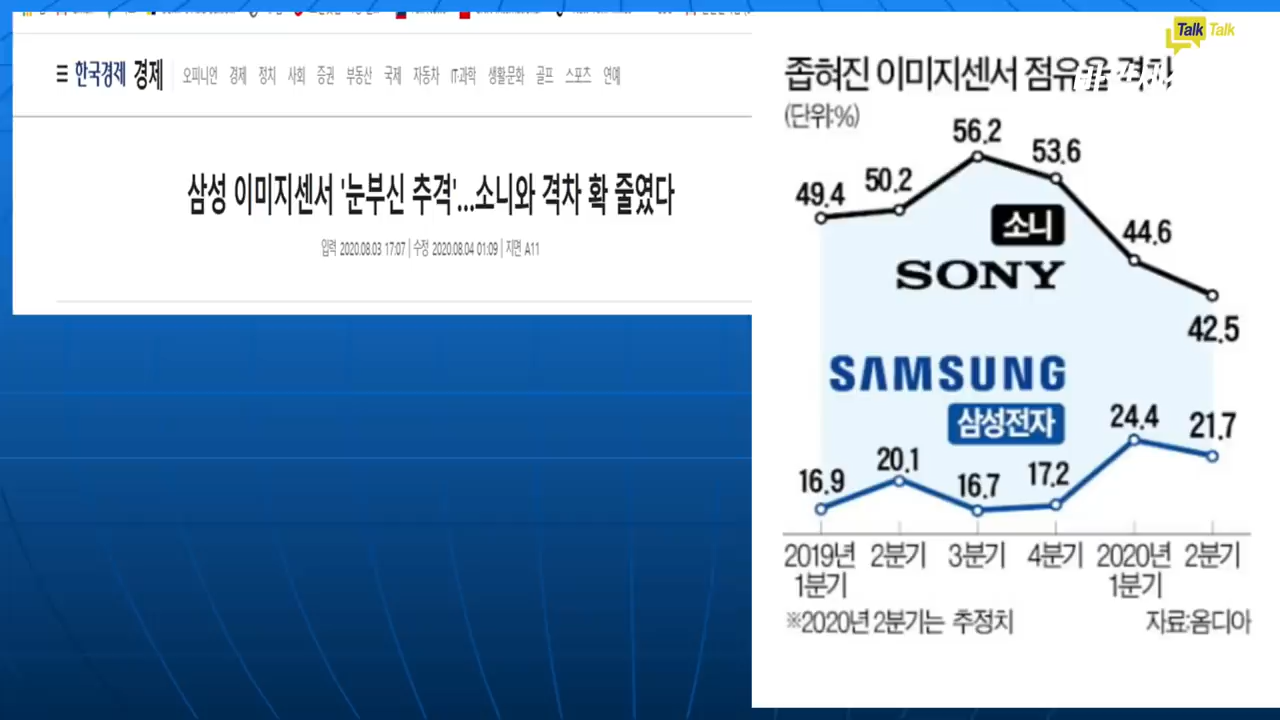 한국경제 경제
오피니언 경제 정치 사회 증권 부동산 국제 자동차 IT·과학 생활문화 골프 스포츠 연예
삼성 이미지센서 '눈부신 추격'...소니와 격차 확 줄였다
입력 2020.08.03 17:07 | 수정 2020.08.04 01:09 | 지면 A11
Talk Talk
좁혀진 이미지센서 점유율 격차
(단위:%)
49.4 50.2 56.2 53.6 44.6 42.5
소니
SONY
SAMSUNG
삼성전자
16.9 20.1 16.7 17.2 24.4 21.7
2019년 1분기 2분기 3분기 4분기 2020년 1분기 2분기
※2020년 2분기는 추정치 자료:옴디아